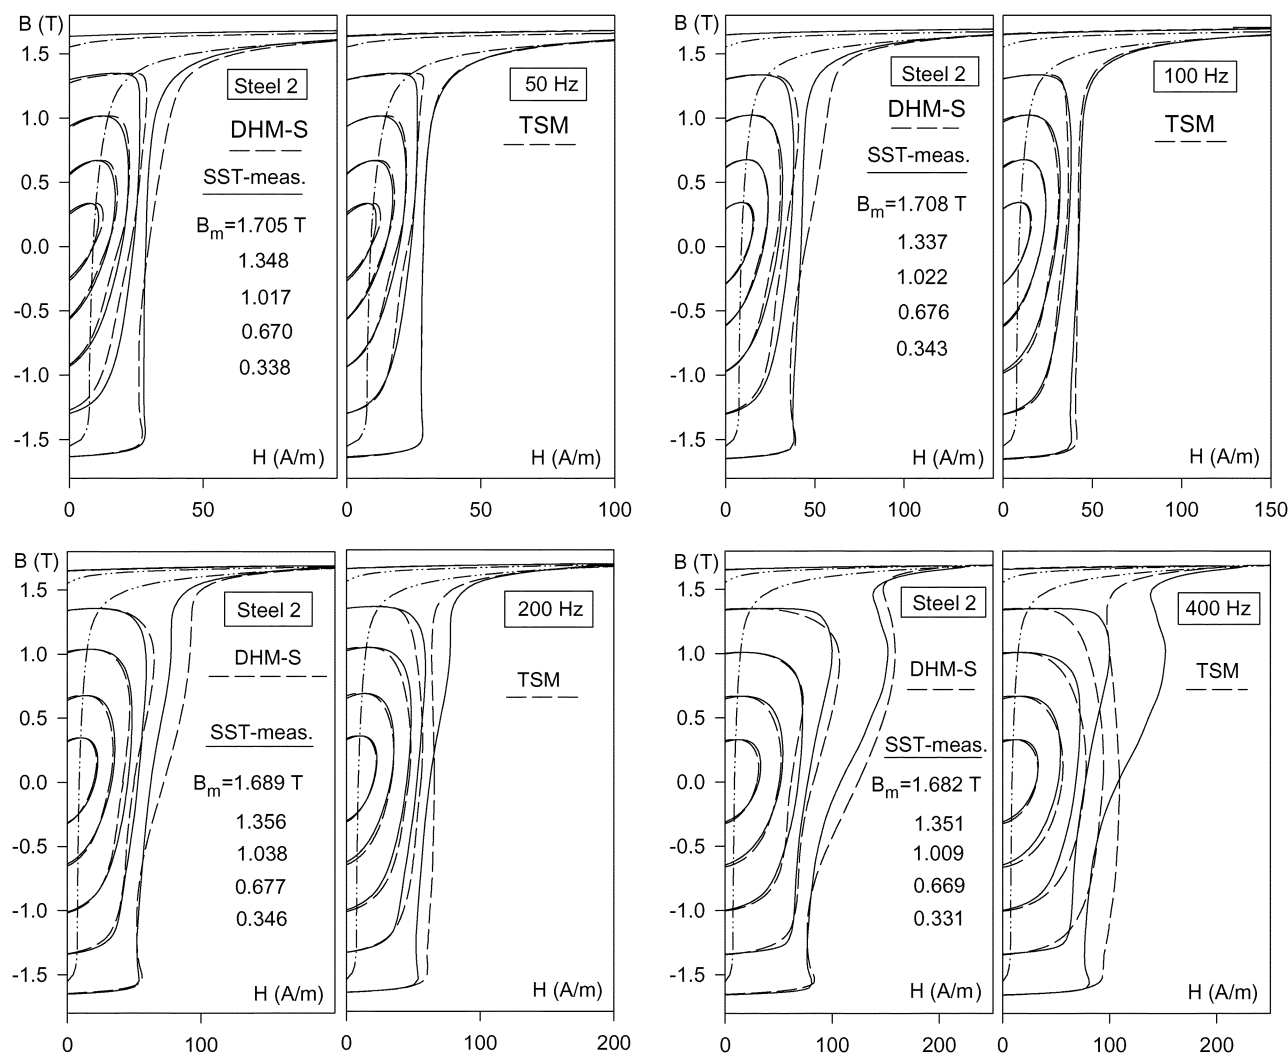 B (T)
1.5
1.0
0.5
0.0
-0.5
-1.0
-1.5
Steel 2
DHM-S
SST-meas.
Bm=1.705 T
1.348
1.017
0.670
0.338
H (A/m)
0
50
50 Hz
TSM
H (A/m)
0
50
100
B (T)
1.5
1.0
0.5
0.0
-0.5
-1.0
-1.5
Steel 2
DHM-S
SST-meas.
Bm=1.708 T
1.337
1.022
0.676
0.343
H (A/m)
0
50
100
100 Hz
TSM
H (A/m)
0
50
100
150
B (T)
1.5
1.0
0.5
0.0
-0.5
-1.0
-1.5
Steel 2
DHM-S
SST-meas.
Bm=1.689 T
1.356
1.038
0.677
0.346
H (A/m)
0
100
200 Hz
TSM
H (A/m)
0
100
200
B (T)
1.5
1.0
0.5
0.0
-0.5
-1.0
-1.5
Steel 2
DHM-S
SST-meas.
Bm=1.682 T
1.351
1.009
0.669
0.331
H (A/m)
0
100
200
400 Hz
TSM
H (A/m)
0
100
200